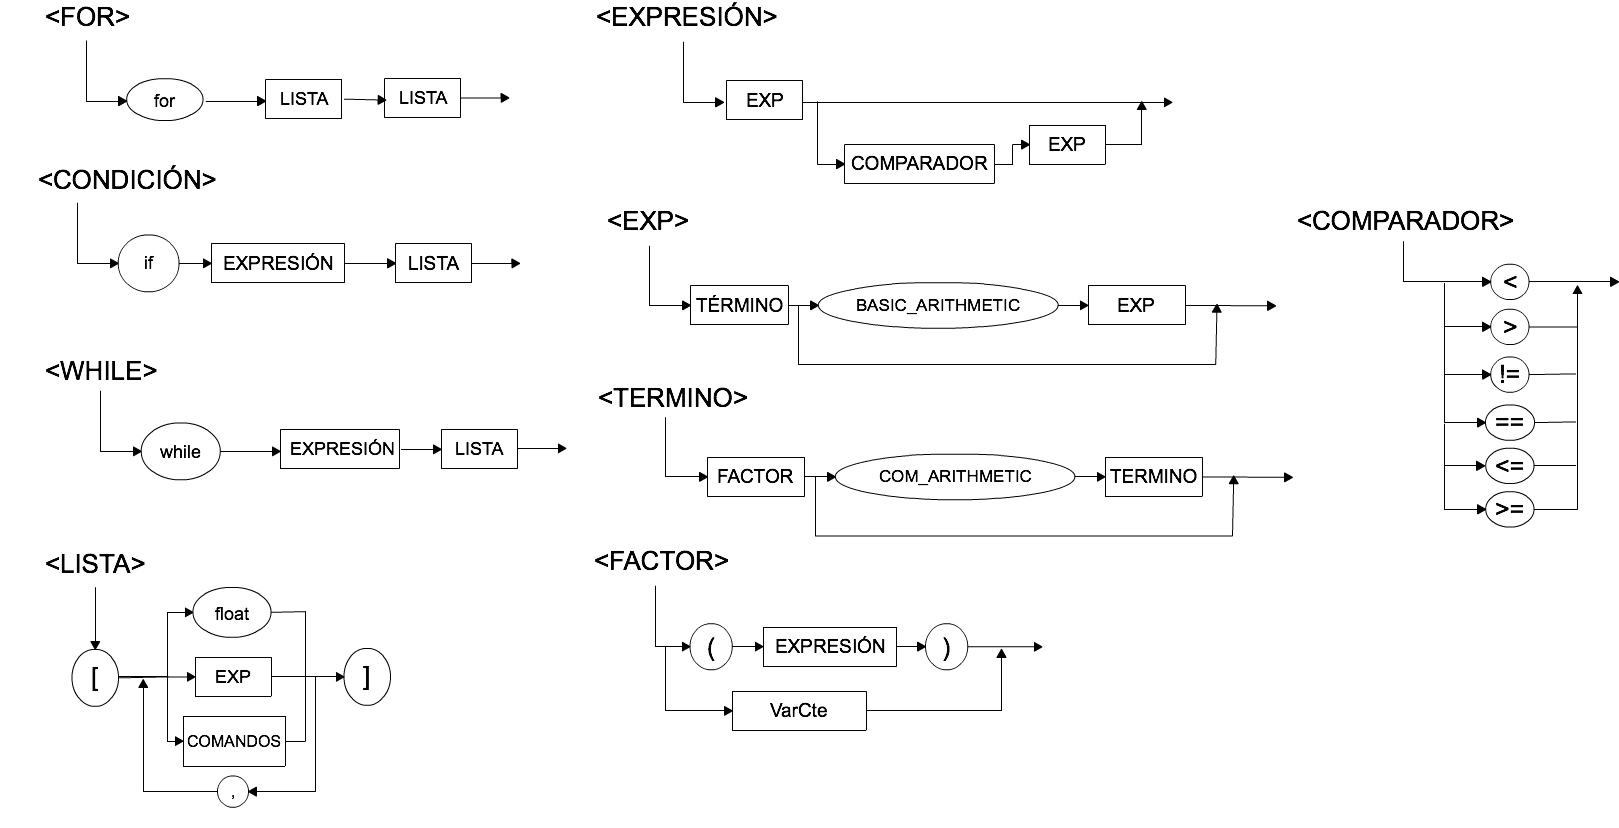 <FOR>
for
LISTA
LISTA
<CONDICIÓN>
if
EXPRESIÓN
LISTA
<WHILE>
while
EXPRESIÓN
LISTA
<LISTA>
[
float
EXP
COMANDOS
,
]
<EXPRESIÓN>
EXP
COMPARADOR
EXP
<EXP>
TÉRMINO
BASIC_ARITHMETIC
EXP
<TERMINO>
FACTOR
COM_ARITHMETIC
TERMINO
<FACTOR>
(
EXPRESIÓN
)
VarCte
<COMPARADOR>
<
>
!=
==
<=
>=